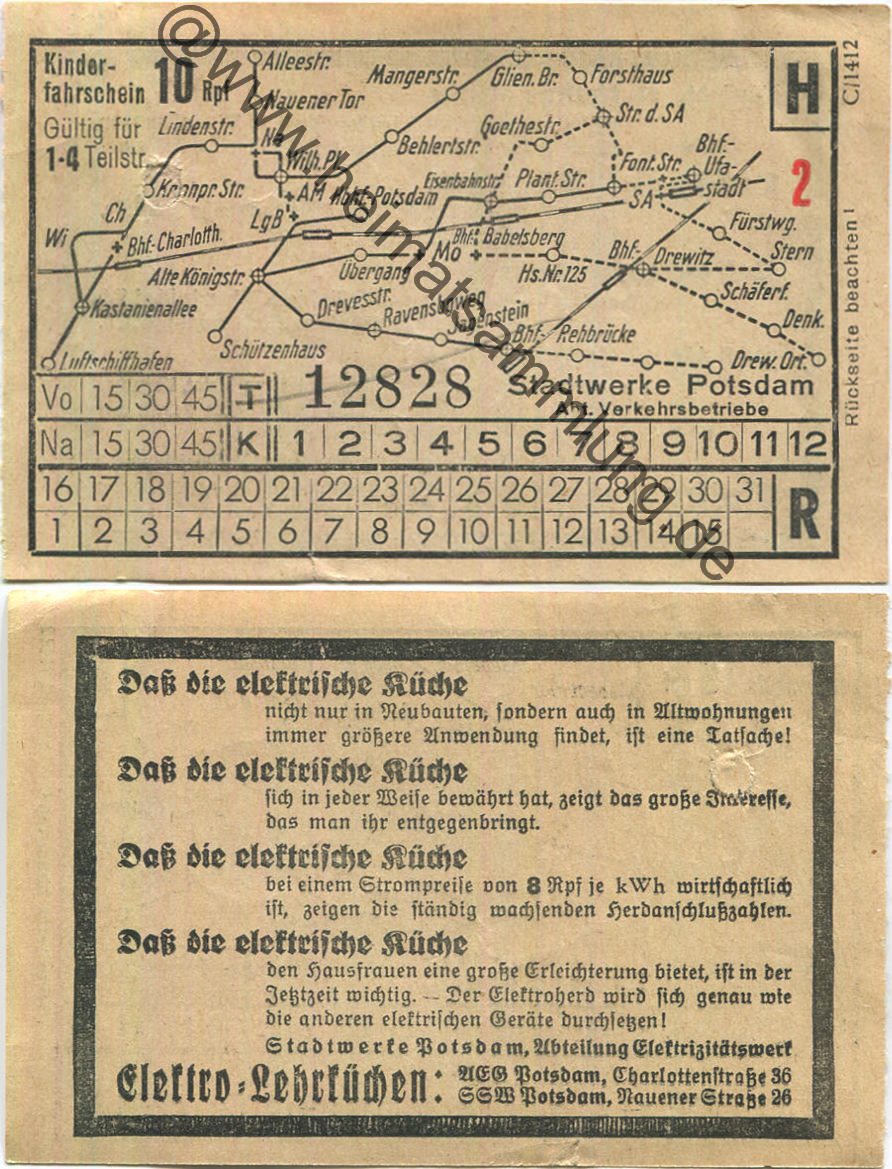 Kinder-
fahrschein 10 Rpf
Gültig für
1-4 Teilstr.
Alleestr.
Nauener Tor
Lindenstr.
Wilh. Pl.
AM
LgB
Kronpr. Str.
Ch
Wi
Bhf.-Charlotth.
Alte Königstr.
Kastanienallee
Luftschiffhafen
Schützenhaus
Mangerstr.
Glien. Br.
Forsthaus
Str. d. SA
Goethestr.
Behlertstr.
Eisenbahnstr.
Plant. Str.
Font. Str.
Bhf.-
Ufa-
stadt
SA
Potsdam
Mo
Bhf.-
Babelsberg
Hs. Nr. 125
Übergang
Drevesstr.
Ravensbgweg
Bhf.-
Rehbrücke
Bhf.-
Drewitz
Fürstwg.
Stern
Schäferf.
Denk.
Drew. Ort.
H
2
C/1412
Rückseite beachten!
12828
Stadtwerke Potsdam
Abt. Verkehrsbetriebe
Vo 15 30 45 T
Na 15 30 45 K 1 2 3 4 5 6 7 8 9 10 11 12
16 17 18 19 20 21 22 23 24 25 26 27 28 29 30 31
1 2 3 4 5 6 7 8 9 10 11 12 13 14 15
R
@www.heimatsammlung.de
Daß die elektrische Küche
nicht nur in Neubauten, sondern auch in Altwohnungen
immer größere Anwendung findet, ist eine Tatsache!
Daß die elektrische Küche
sich in jeder Weise bewährt hat, zeigt das große Interesse,
das man ihr entgegenbringt.
Daß die elektrische Küche
bei einem Strompreise von 8 Rpf je kWh wirtschaftlich
ist, zeigen die ständig wachsenden Herdanschlußzahlen.
Daß die elektrische Küche
den Hausfrauen eine große Erleichterung bietet, ist in der
Jetztzeit wichtig. — Der Elektroherd wird sich genau wie
die anderen elektrischen Geräte durchsetzen!
Stadtwerke Potsdam, Abteilung Elektrizitätswerk
Elektro-Lehrküchen:
AEG Potsdam, Charlottenstraße 36
SSW Potsdam, Nauener Straße 26